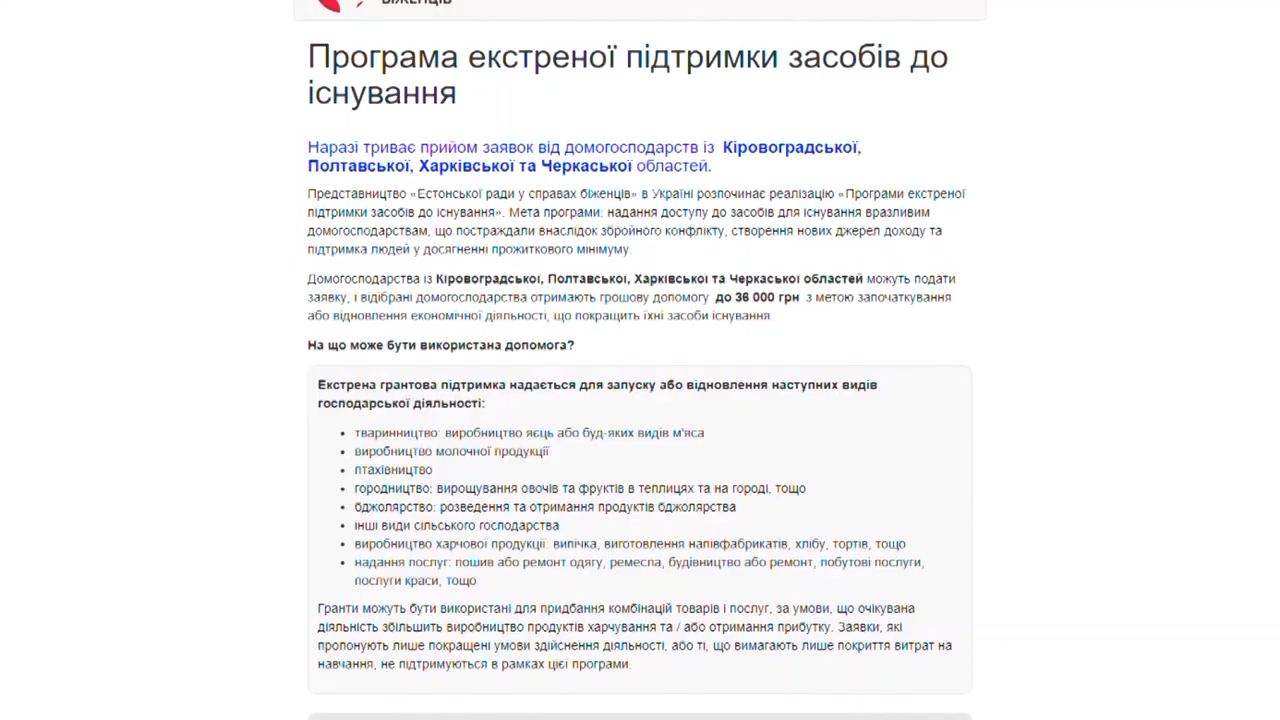 БІЖЕНЦІВ
Програма екстреної підтримки засобів до
існування
Наразі триває прийом заявок від домогосподарств із Кіровоградської,
Полтавської, Харківської та Черкаської областей.
Представництво «Естонської ради у справах біженців» в Україні розпочинає реалізацію «Програми екстреної
підтримки засобів до існування». Мета програми: надання доступу до засобів для існування вразливим
домогосподарствам, що постраждали внаслідок збройного конфлікту, створення нових джерел доходу та
підтримка людей у досягненні прожиткового мінімуму.
Домогосподарства із Кіровоградської, Полтавської, Харківської та Черкаської областей можуть подати
заявку, і відібрані домогосподарства отримають грошову допомогу до 36 000 грн з метою започаткування
або відновлення економічної діяльності, що покращить їхні засоби існування.
На що може бути використана допомога?
Екстрена грантова підтримка надається для запуску або відновлення наступних видів
господарської діяльності:
• тваринництво: виробництво яєць або буд-яких видів м'яса
• виробництво молочної продукції
• птахівництво
• городництво: вирощування овочів та фруктів в теплицях та на городі, тощо
• бджолярство: розведення та отримання продуктів бджолярства
• інші види сільського господарства
• виробництво харчової продукції: випічка, виготовлення напівфабрикатів, хлібу, тортів, тощо
• надання послуг: пошив або ремонт одягу, ремесла, будівництво або ремонт, побутові послуги,
послуги краси, тощо
Гранти можуть бути використані для придбання комбінацій товарів і послуг, за умови, що очікувана
діяльність збільшить виробництво продуктів харчування та / або отримання прибутку. Заявки, які
пропонують лише покращені умови здійснення діяльності, або ті, що вимагають лише покриття витрат на
навчання, не підтримуються в рамках цієї програми.